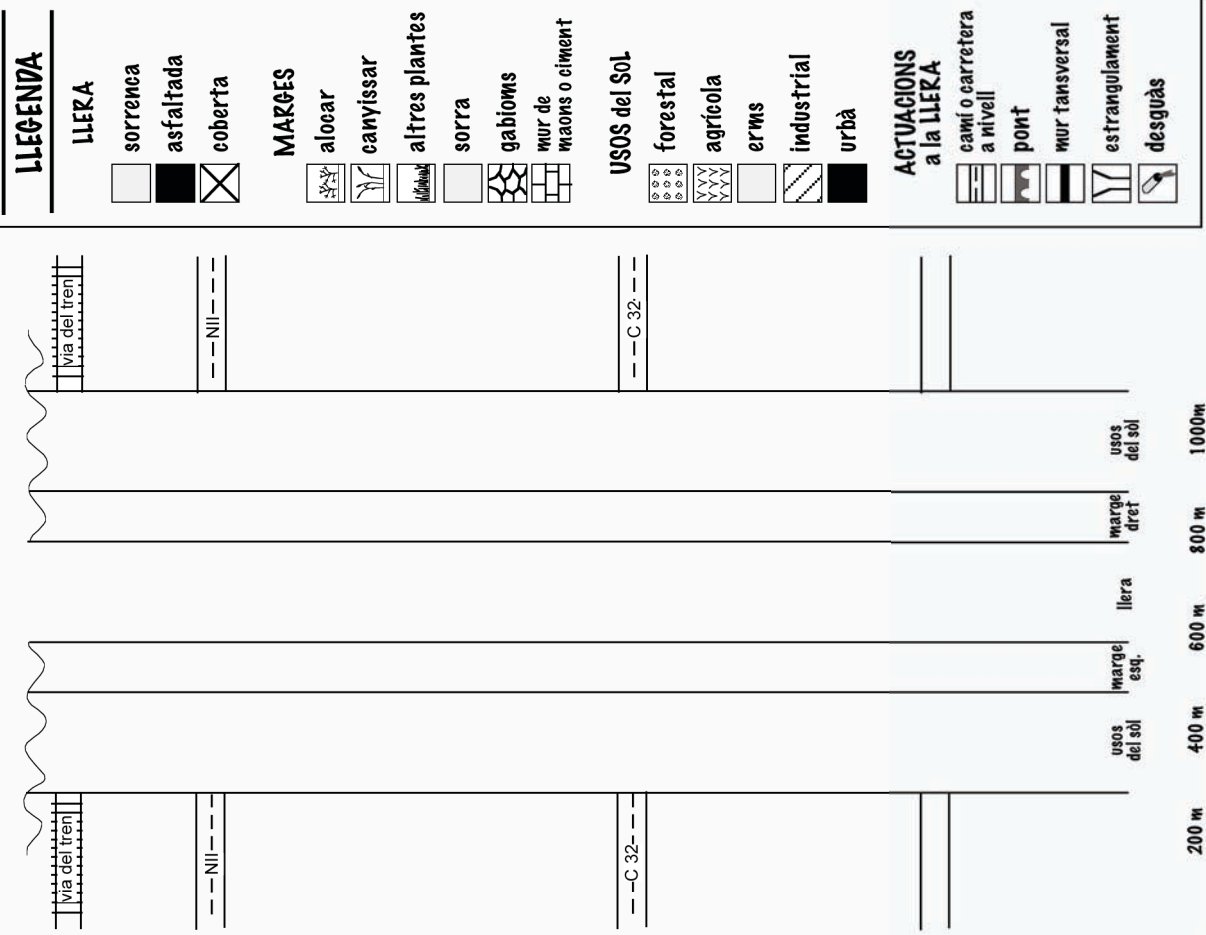 LLEGENDA
LLERA
sorrenca
asfaltada
coberta
MARGES
alocar
canyissar
altres plantes
sorra
gabioms
mur de
maons o ciment
USOS del SOL
forestal
agrícola
erms
industrial
urbà
ACTUACIONS
a la LLERA
camí o carretera
a nivell
pont
mur tansversal
estrangulament
desguàs
via del tren
NII
C 32
via del tren
NII
C 32
usos
del sòl
marge
esq.
llera
marge
dret
usos
del sòl
200 m
400 m
600 m
800 m
1000m